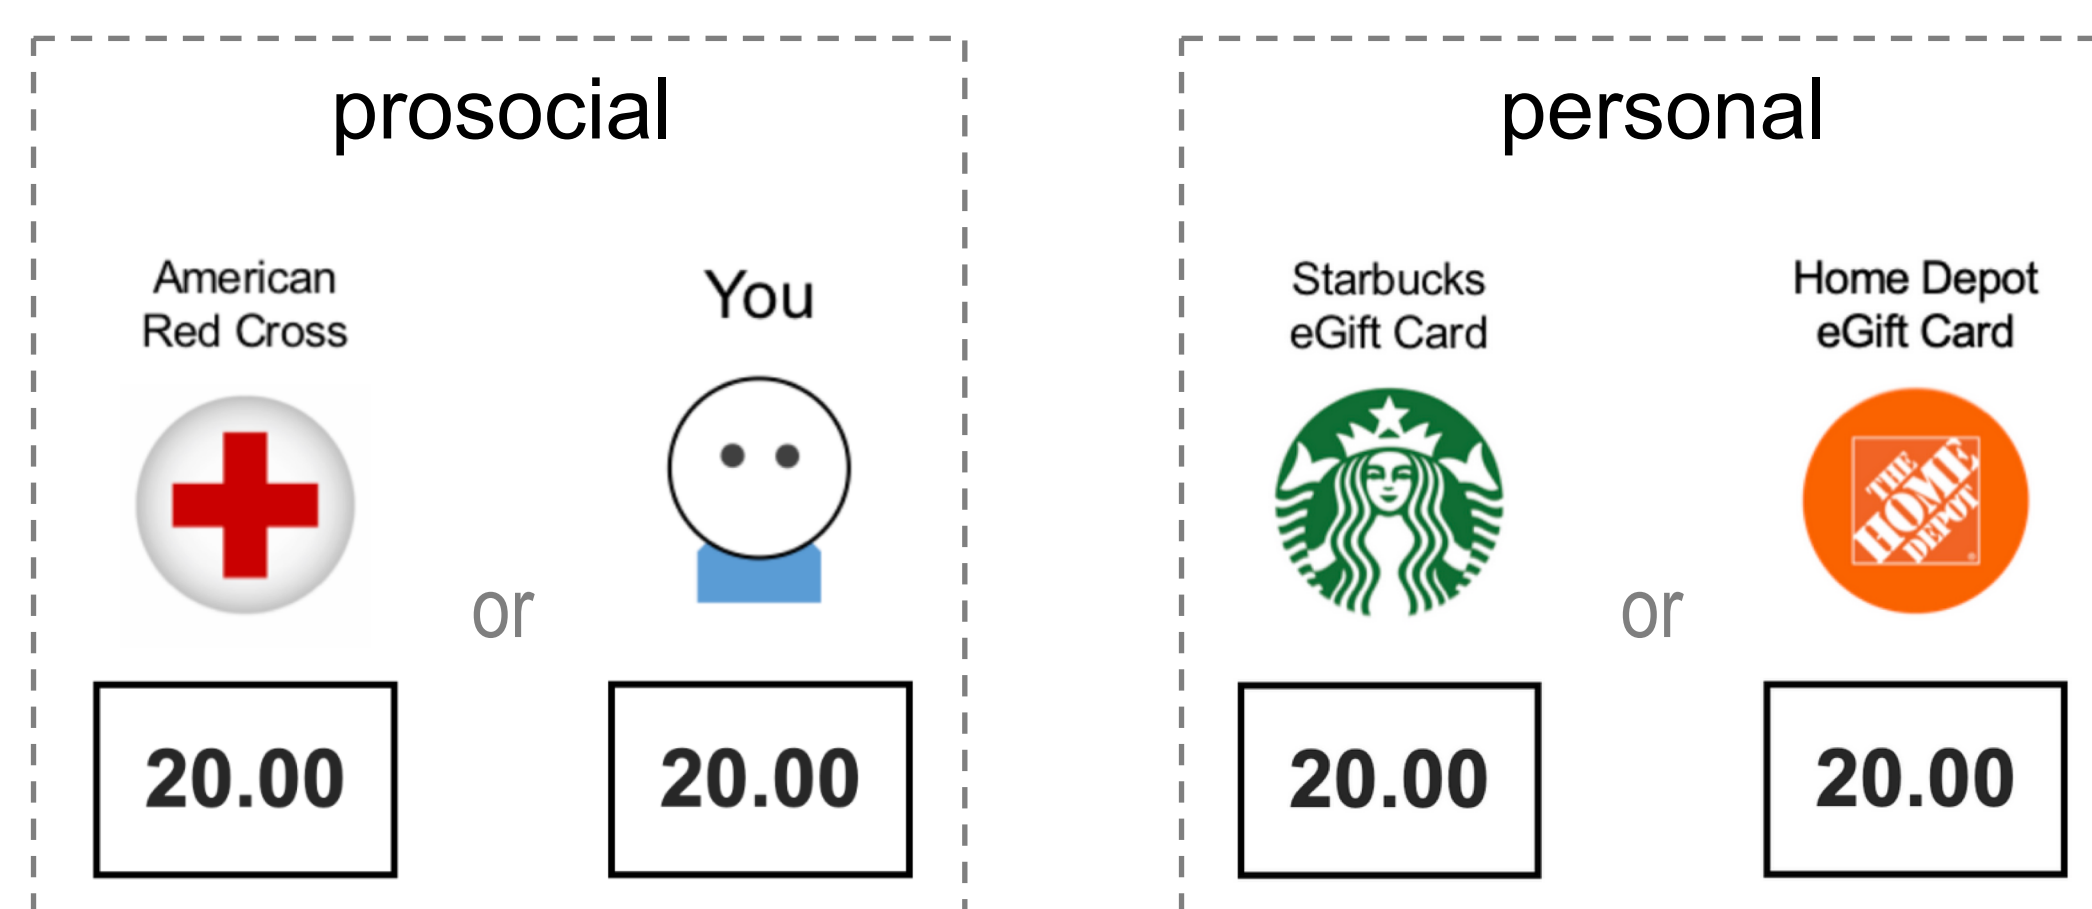 prosocial
American
Red Cross
You
or
20.00
20.00
personal
Starbucks
eGift Card
Home Depot
eGift Card
THE
HOME
DEPOT
or
20.00
20.00